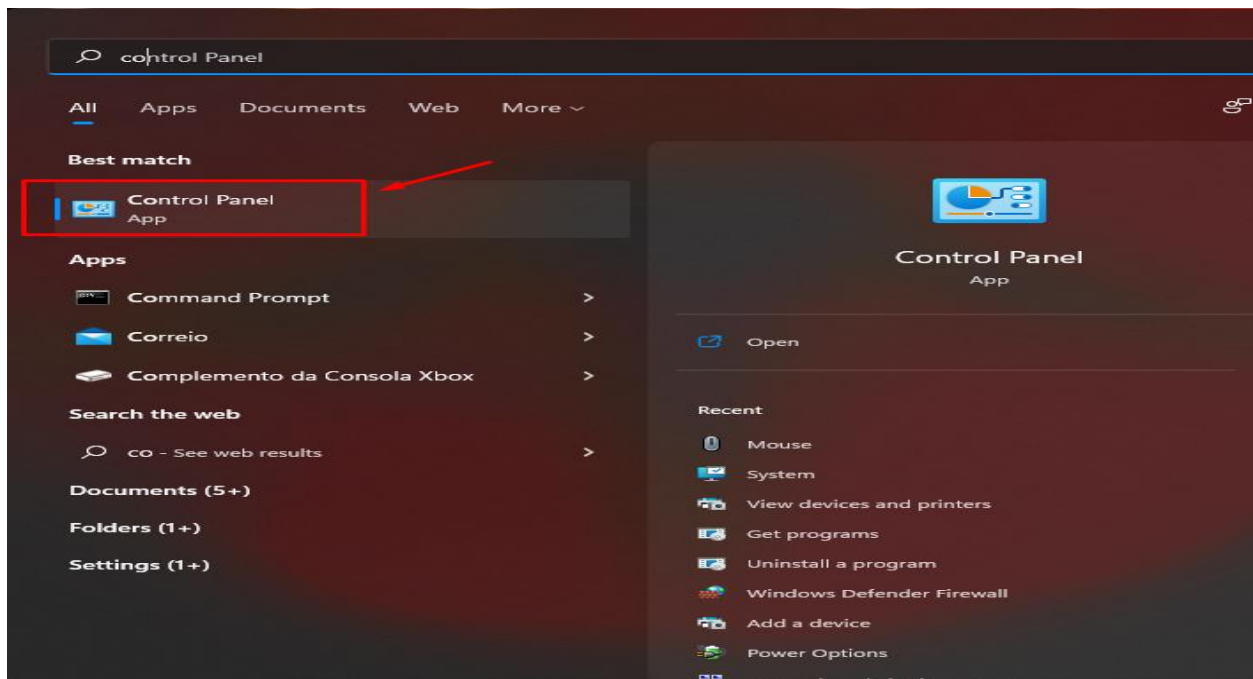 control Panel
All Apps Documents Web More
Best match
Control Panel
App
Apps
Command Prompt
Correio
Complemento da Consola Xbox
Search the web
co - See web results
Documents (5+)
Folders (1+)
Settings (1+)
Control Panel
App
Open
Recent
Mouse
System
View devices and printers
Get programs
Uninstall a program
Windows Defender Firewall
Add a device
Power Options